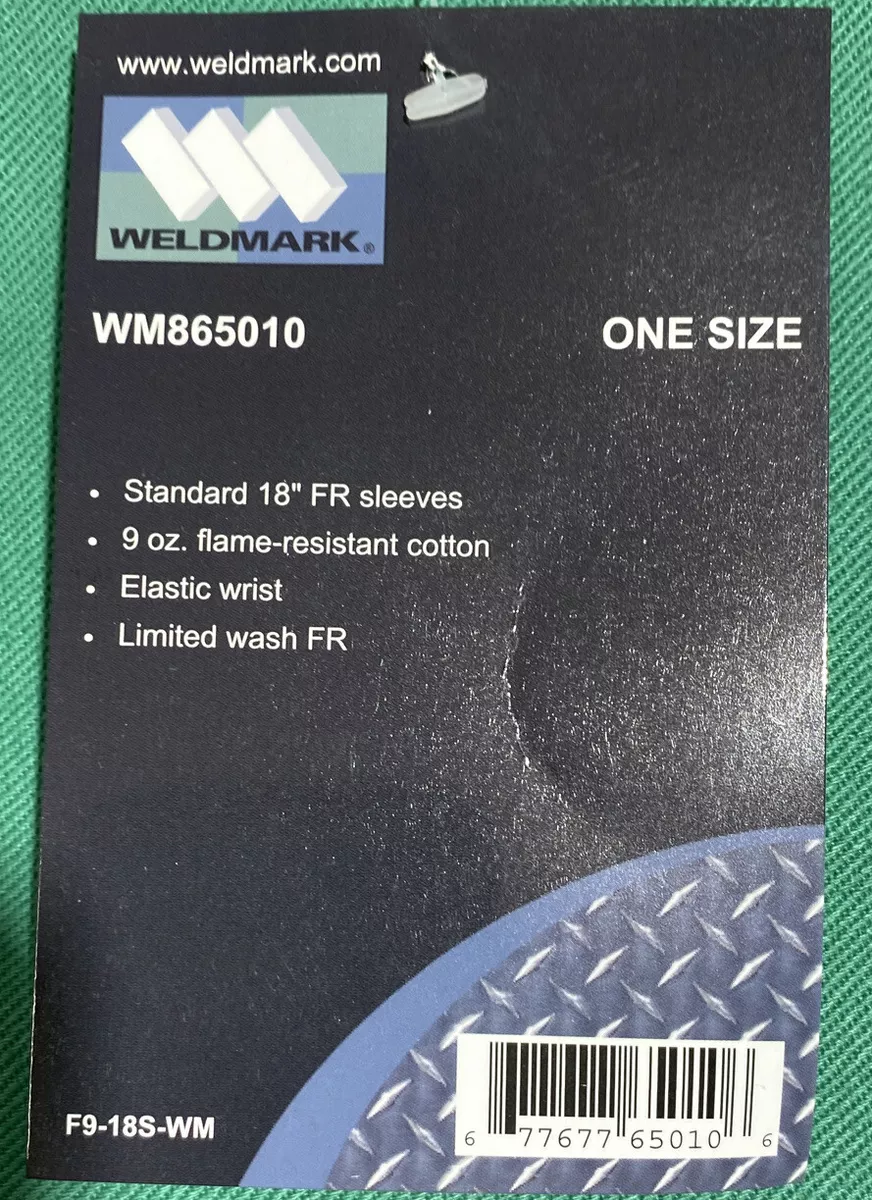 www.weldmark.com
WELDMARK®
WM865010
ONE SIZE
• Standard 18" FR sleeves
• 9 oz. flame-resistant cotton
• Elastic wrist
• Limited wash FR
F9-18S-WM
6 77677 65010 6